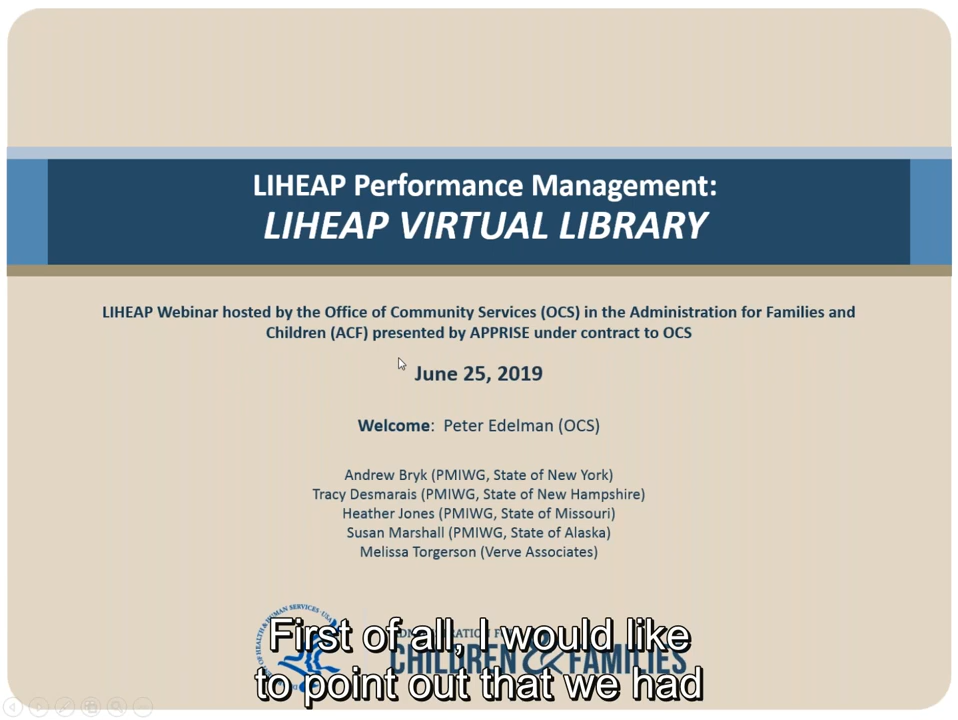 LIHEAP Performance Management:
LIHEAP VIRTUAL LIBRARY
LIHEAP Webinar hosted by the Office of Community Services (OCS) in the Administration for Families and
Children (ACF) presented by APPRISE under contract to OCS
June 25, 2019
Welcome: Peter Edelman (OCS)
Andrew Bryk (PMIWG, State of New York)
Tracy Desmarais (PMIWG, State of New Hampshire)
Heather Jones (PMIWG, State of Missouri)
Susan Marshall (PMIWG, State of Alaska)
Melissa Torgerson (Verve Associates)
First of all, I would like
to point out that we had
CHILDREN & FAMILIES